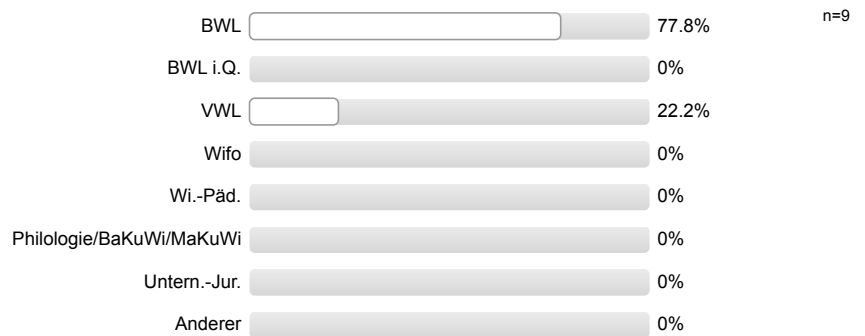 BWL 77.8% n=9
BWL i.Q. 0%
VWL 22.2%
Wifo 0%
Wi.-Päd. 0%
Philologie/BaKuWi/MaKuWi 0%
Untern.-Jur. 0%
Anderer 0%